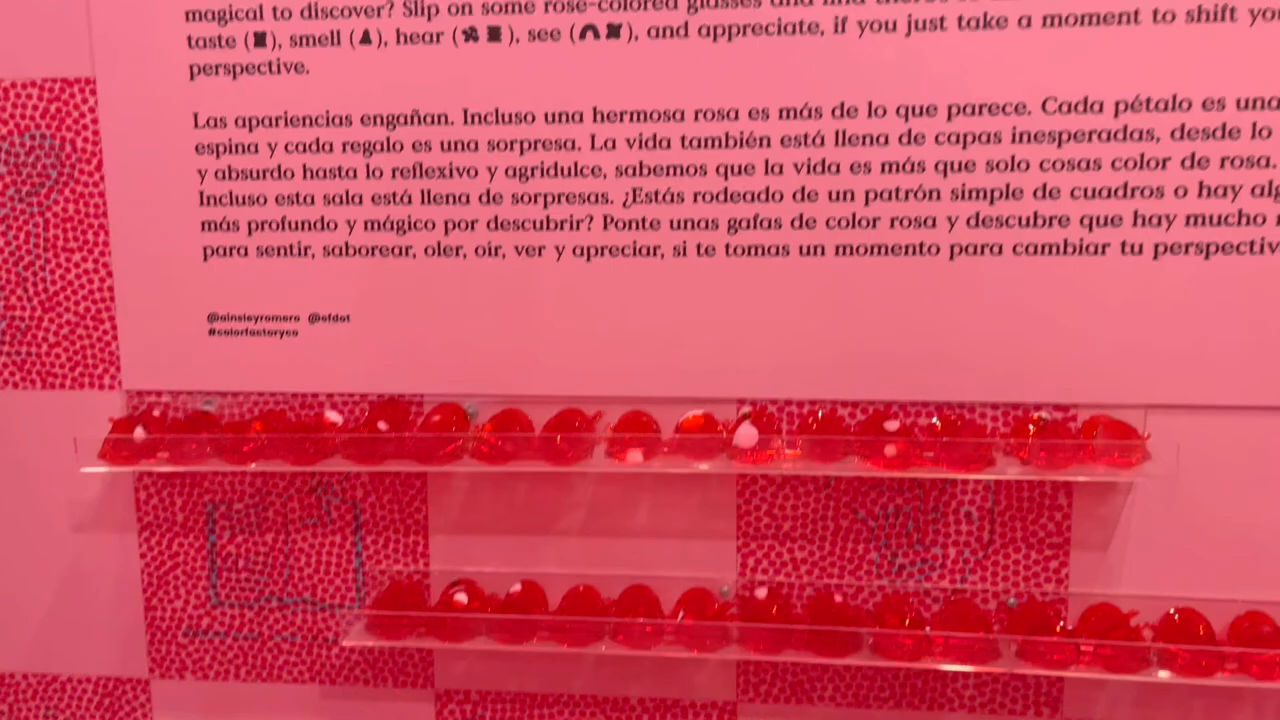 magical to discover? Slip on some rose-colored glasses and find
taste (), smell (), hear (), see (), and appreciate, if you just take a moment to shift
perspective.
Las apariencias engañan. Incluso una hermosa rosa es más de lo que parece. Cada pétalo es una
espina y cada regalo es una sorpresa. La vida también está llena de capas inesperadas, desde lo
y absurdo hasta lo reflexivo y agridulce, sabemos que la vida es más que solo cosas color de rosa.
Incluso esta sala está llena de sorpresas. ¿Estás rodeado de un patrón simple de cuadros o hay
más profundo y mágico por descubrir? Ponte unas gafas de color rosa y descubre que hay mucho
para sentir, saborear, oler, oír, ver y apreciar, si te tomas un momento para cambiar tu
@ainsleyromero @ofdot
#colorfactoryco